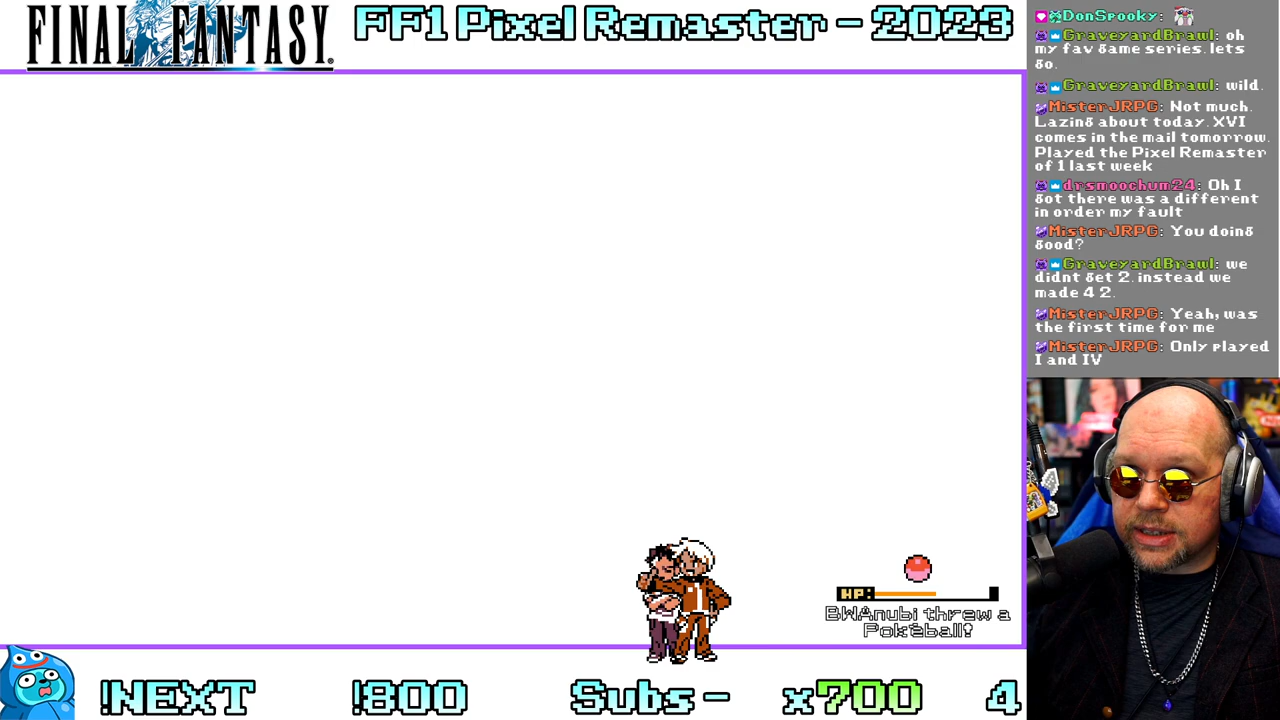 FINAL FANTASY
FF1 Pixel Remaster - 2023
DonSpooky:
GraveyardBrawl: oh
my fav game series. lets
go.
GraveyardBrawl: wild.
MisterJRPG: Not much.
Lazing about today. XVI
comes in the mail tomorrow.
Played the Pixel Remaster
of 1 last week
drsmoochum24: Oh I
got there was a different
in order my fault
MisterJRPG: You doing
good?
GraveyardBrawl: we
didnt get 2. instead we
made 4 2.
MisterJRPG: Yeah, was
the first time for me
MisterJRPG: Only played
I and IV
HP:
BWAnubi threw a
Pokéball!
!NEXT !800 Subs - x700 4